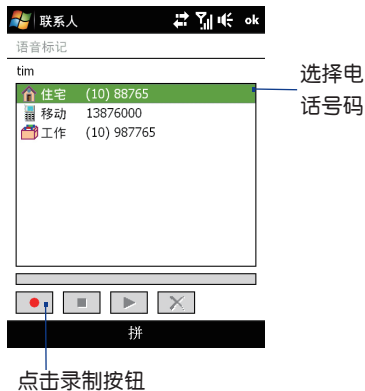 联系人 ok
语音标记
tim
住宅 (10) 88765
移动 13876000
工作 (10) 987765
拼
选择电
话号码
点击录制按钮